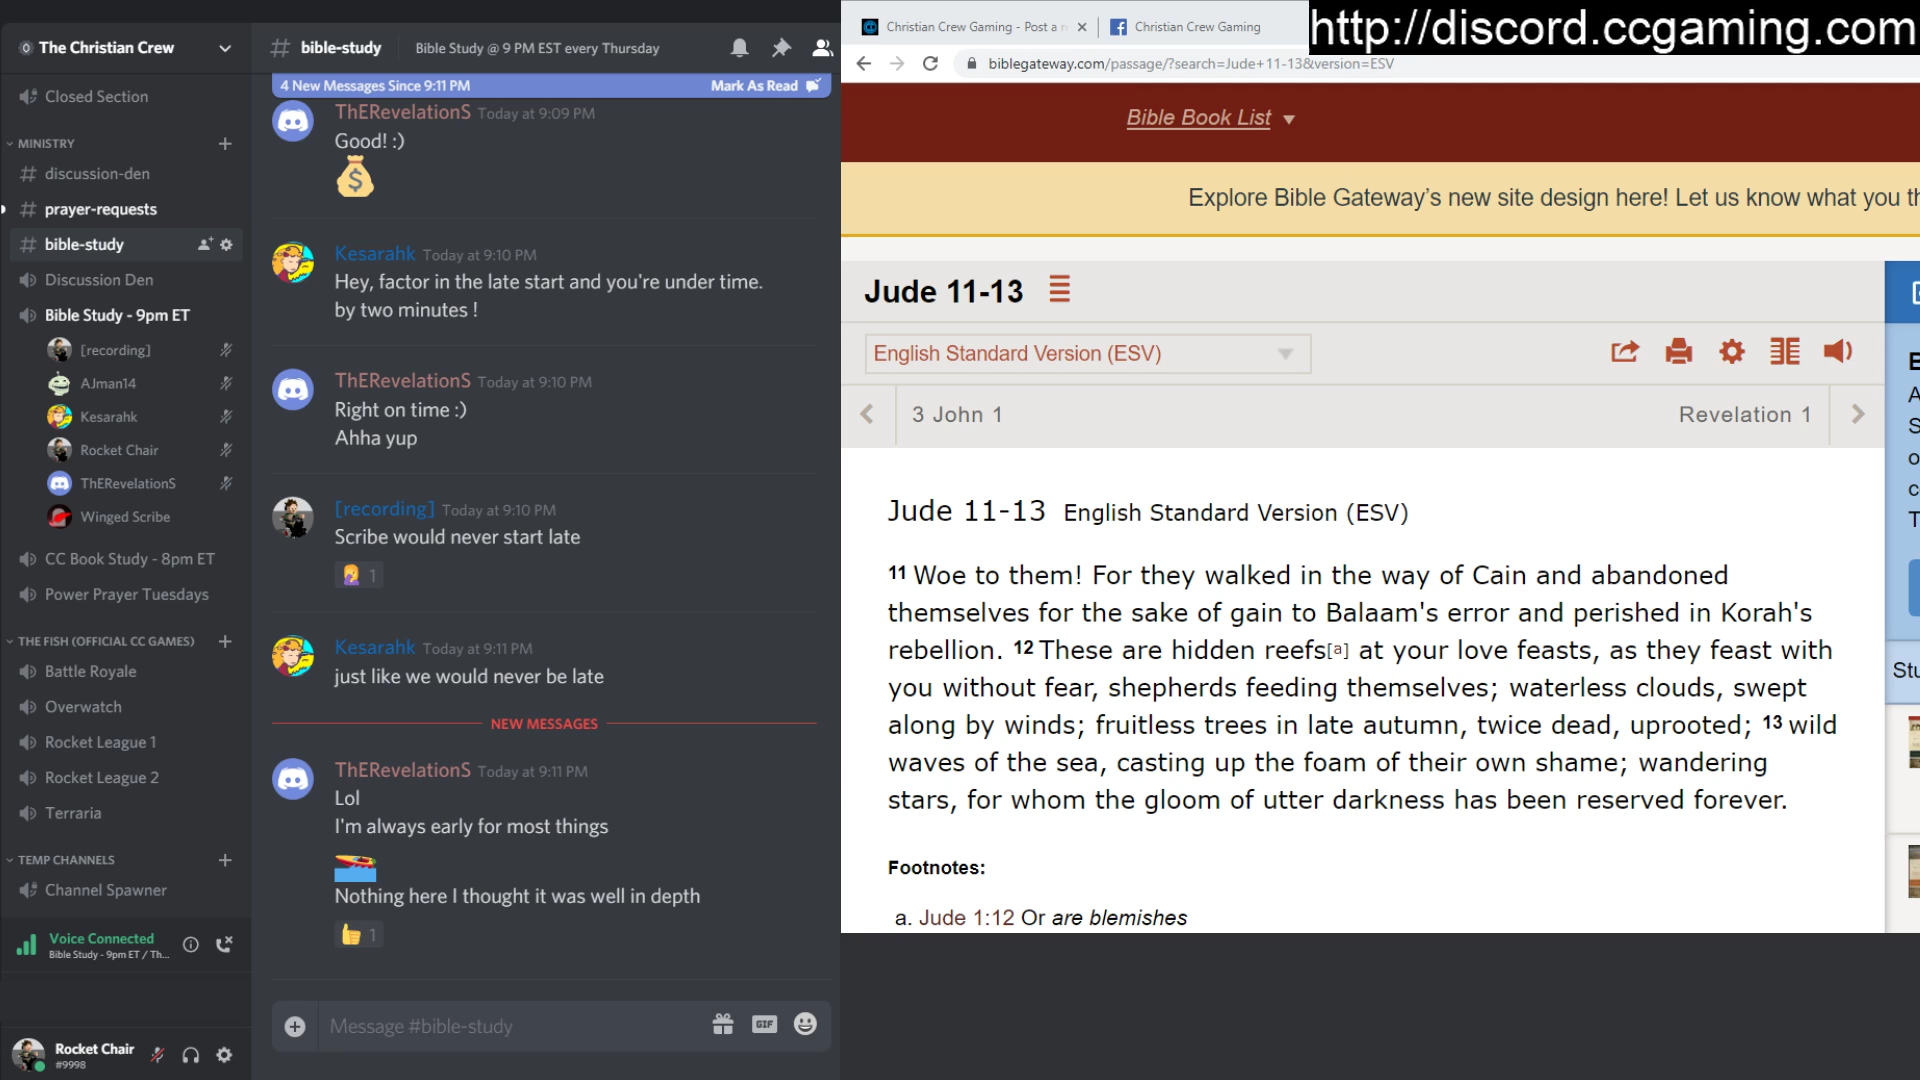 The Christian Crew
Closed Section
MINISTRY
discussion-den
prayer-requests
bible-study
Discussion Den
Bible Study - 9pm ET
[recording]
AJman14
Kesarahk
Rocket Chair
ThERevelationS
Winged Scribe
CC Book Study - 8pm ET
Power Prayer Tuesdays
THE FISH (OFFICIAL CC GAMES)
Battle Royale
Overwatch
Rocket League 1
Rocket League 2
Terraria
TEMP CHANNELS
Channel Spawner
Voice Connected
Bible Study - 9pm ET / Th...
Rocket Chair
#9998
# bible-study Bible Study @ 9 PM EST every Thursday
4 New Messages Since 9:11 PM Mark As Read
ThERevelationS Today at 9:09 PM
Good! :)
Kesarahk Today at 9:10 PM
Hey, factor in the late start and you're under time.
by two minutes !
ThERevelationS Today at 9:10 PM
Right on time :)
Ahha yup
[recording] Today at 9:10 PM
Scribe would never start late
1
Kesarahk Today at 9:11 PM
just like we would never be late
NEW MESSAGES
ThERevelationS Today at 9:11 PM
Lol
I'm always early for most things
Nothing here I thought it was well in depth
1
Message #bible-study
GIF
Christian Crew Gaming - Post a
Christian Crew Gaming
http://discord.ccgaming.com
biblegateway.com/passage/?search=Jude+11-13&version=ESV
Bible Book List
Explore Bible Gateway's new site design here! Let us know what you th
Jude 11-13
English Standard Version (ESV)
3 John 1
Revelation 1
Jude 11-13 English Standard Version (ESV)
11 Woe to them! For they walked in the way of Cain and abandoned
themselves for the sake of gain to Balaam's error and perished in Korah's
rebellion. 12 These are hidden reefs[a] at your love feasts, as they feast with
you without fear, shepherds feeding themselves; waterless clouds, swept
along by winds; fruitless trees in late autumn, twice dead, uprooted; 13 wild
waves of the sea, casting up the foam of their own shame; wandering
stars, for whom the gloom of utter darkness has been reserved forever.
Footnotes:
a. Jude 1:12 Or are blemishes
Stu